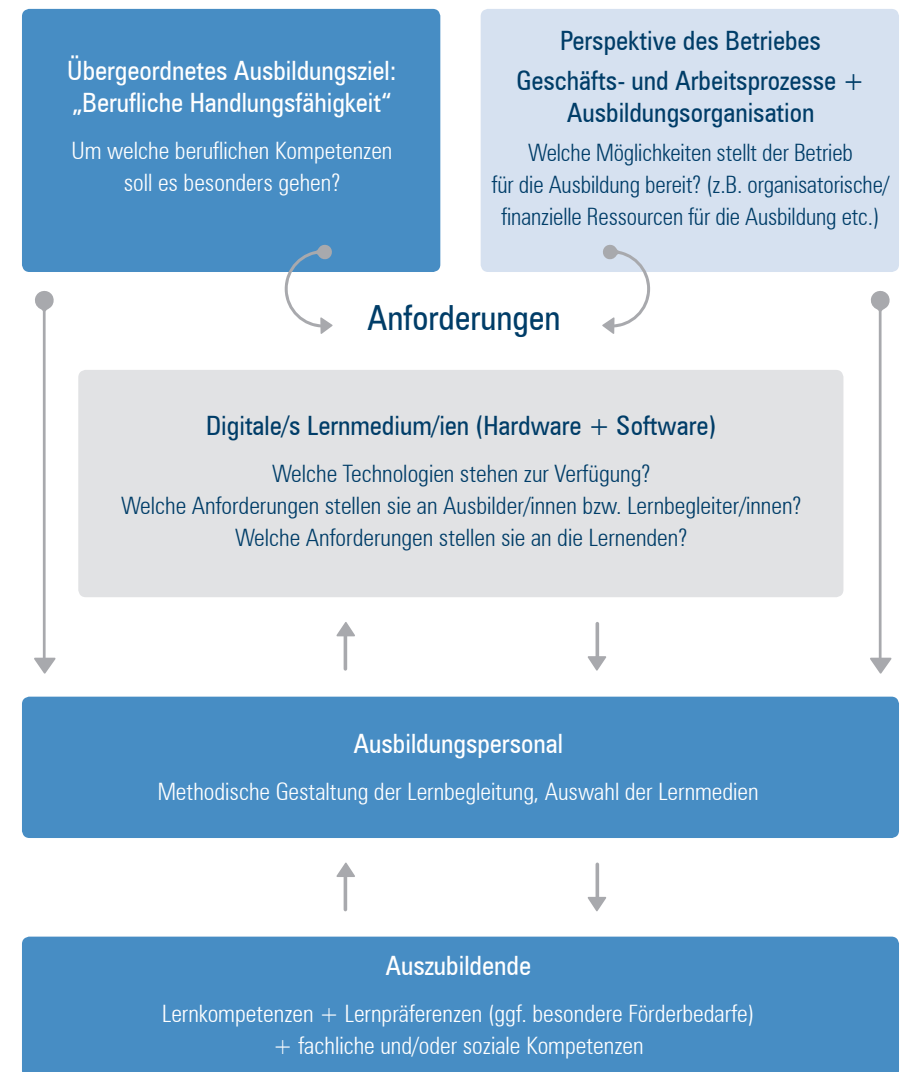 Übergeordnetes Ausbildungsziel:
„Berufliche Handlungsfähigkeit“
Um welche beruflichen Kompetenzen
soll es besonders gehen?
Perspektive des Betriebes
Geschäfts- und Arbeitsprozesse +
Ausbildungsorganisation
Welche Möglichkeiten stellt der Betrieb
für die Ausbildung bereit? (z.B. organisatorische/
finanzielle Ressourcen für die Ausbildung etc.)
Anforderungen
Digitale/s Lernmedium/ien (Hardware + Software)
Welche Technologien stehen zur Verfügung?
Welche Anforderungen stellen sie an Ausbilder/innen bzw. Lernbegleiter/innen?
Welche Anforderungen stellen sie an die Lernenden?
Ausbildungspersonal
Methodische Gestaltung der Lernbegleitung, Auswahl der Lernmedien
Auszubildende
Lernkompetenzen + Lernpräferenzen (ggf. besondere Förderbedarfe)
+ fachliche und/oder soziale Kompetenzen